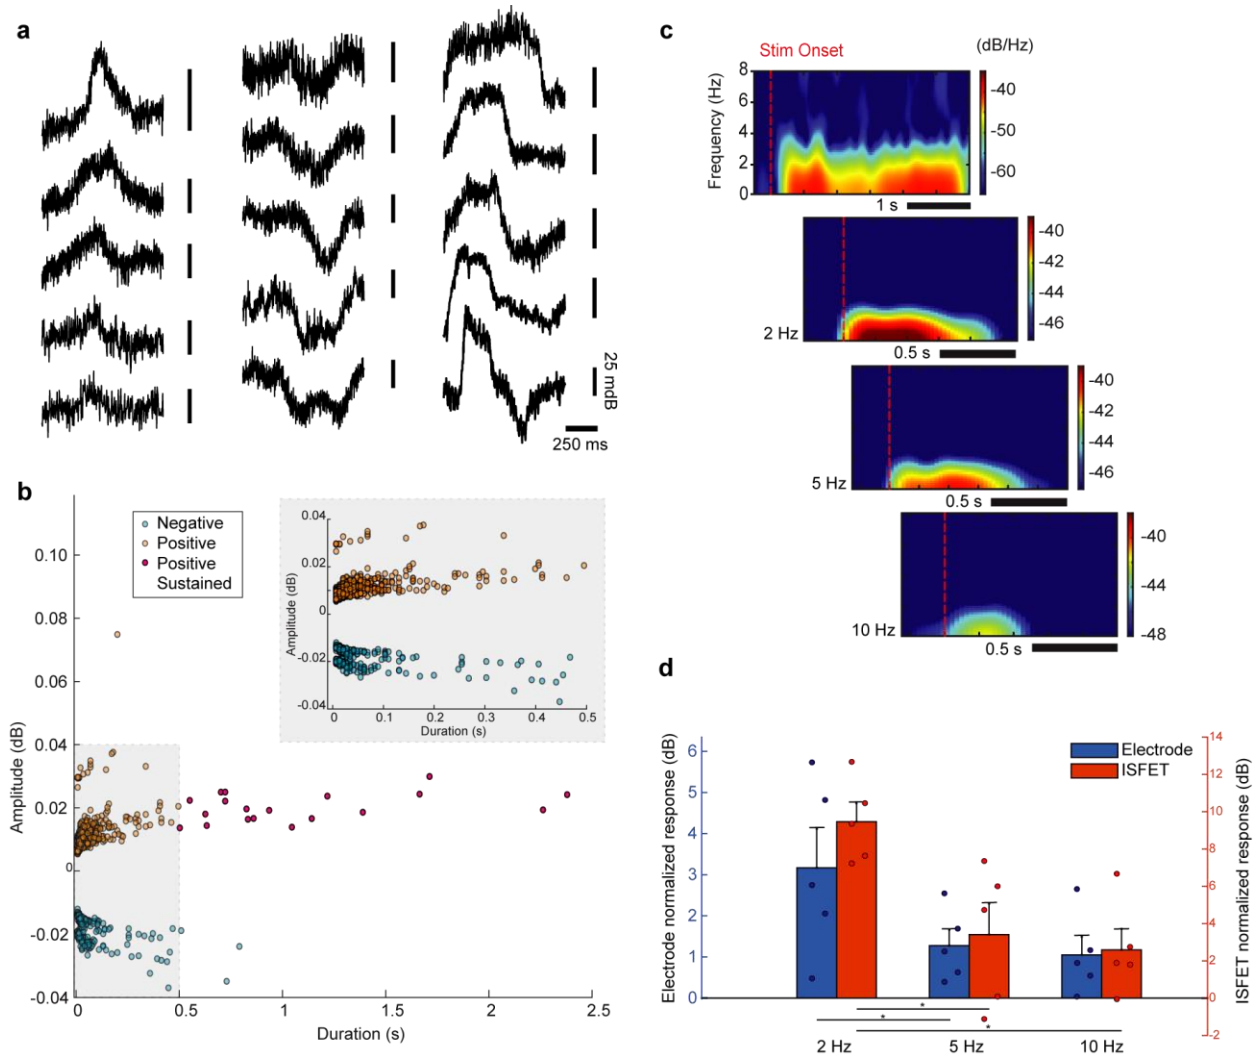 a
25 mdB
250 ms
b
Negative
Positive
Positive
Sustained
Amplitude (dB)
0.10
0.08
0.06
0.04
0.02
0
-0.02
-0.04
0 0.5 1 1.5 2 2.5
Duration (s)
Amplitude (dB)
0.04
0.02
0
-0.02
-0.04
0 0.1 0.2 0.3 0.4 0.5
Duration (s)
c
Stim Onset
(dB/Hz)
Frequency (Hz)
8
6
4
2
0
-40
-50
-60
1 s
-40
-42
-44
-46
2 Hz
0.5 s
-40
-42
-44
-46
5 Hz
0.5 s
-40
-44
-48
10 Hz
0.5 s
d
Electrode
ISFET
Electrode normalized response (dB)
6
5
4
3
2
1
0
ISFET normalized response (dB)
14
12
10
8
6
4
2
0
-2
*
*
*
2 Hz 5 Hz 10 Hz